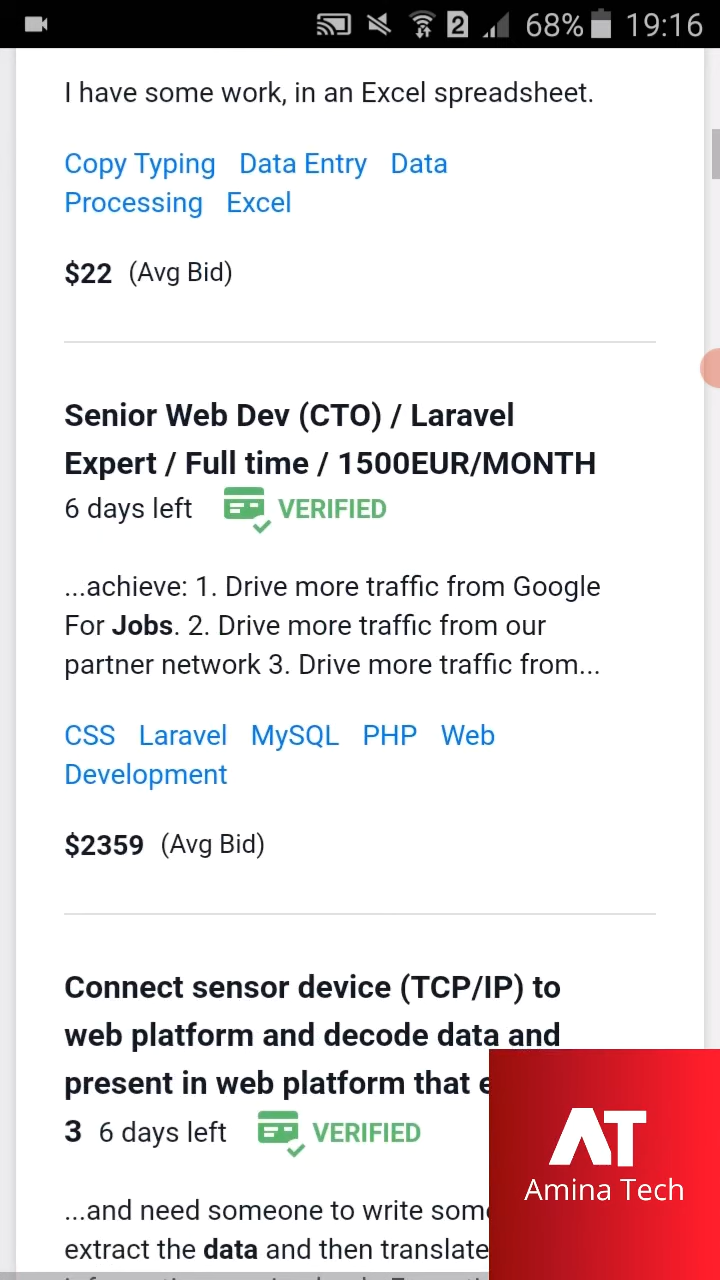 2 68% 19:16
I have some work, in an Excel spreadsheet.
Copy Typing Data Entry Data
Processing Excel
$22 (Avg Bid)
Senior Web Dev (CTO) / Laravel
Expert / Full time / 1500EUR/MONTH
6 days left VERIFIED
...achieve: 1. Drive more traffic from Google
For Jobs. 2. Drive more traffic from our
partner network 3. Drive more traffic from...
CSS Laravel MySQL PHP Web
Development
$2359 (Avg Bid)
Connect sensor device (TCP/IP) to
web platform and decode data and
present in web platform that
3 6 days left VERIFIED
...and need someone to write
extract the data and then translate
AT
Amina Tech